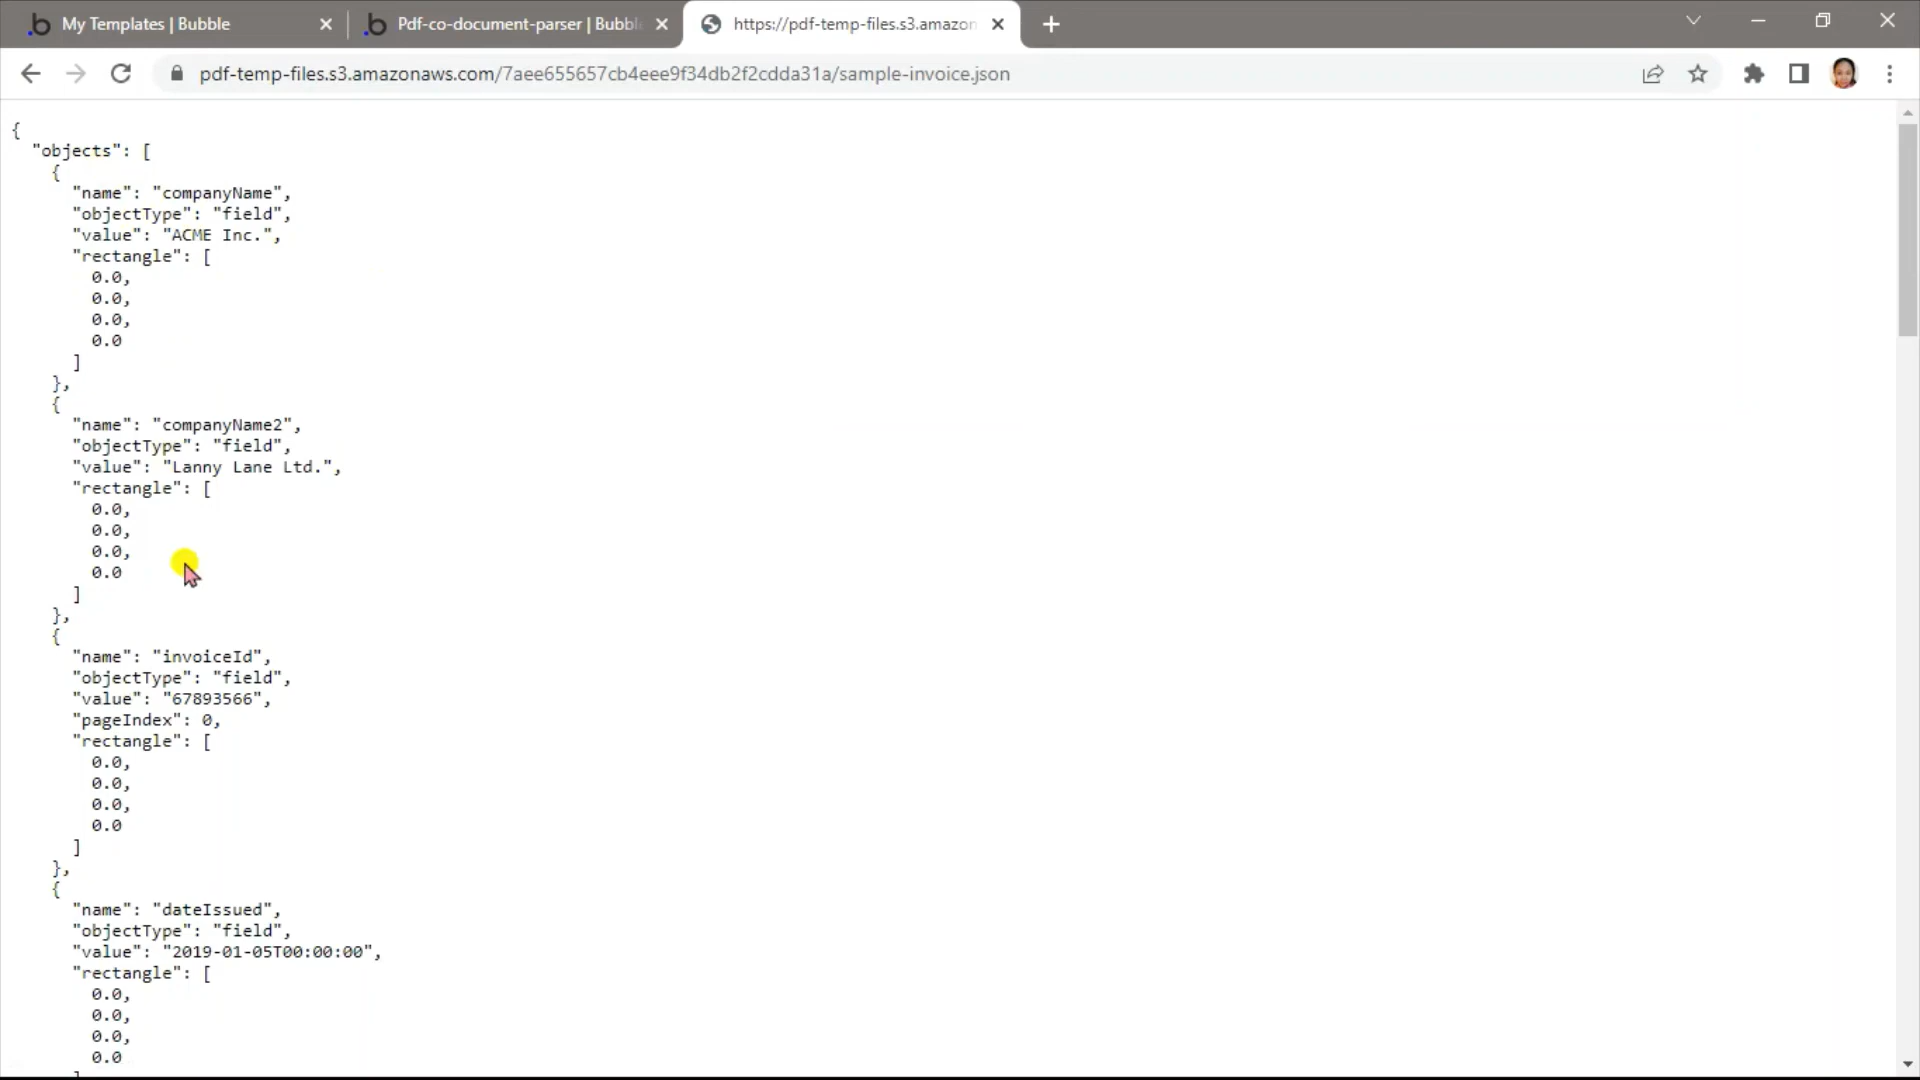 My Templates | Bubble
Pdf-co-document-parser | Bubbl
https://pdf-temp-files.s3.amazon
pdf-temp-files.s3.amazonaws.com/7aee655657cb4eee9f34db2f2cdda31a/sample-invoice.json
{
"objects": [
{
"name": "companyName",
"objectType": "field",
"value": "ACME Inc.",
"rectangle": [
0.0,
0.0,
0.0,
0.0
]
},
{
"name": "companyName2",
"objectType": "field",
"value": "Lanny Lane Ltd.",
"rectangle": [
0.0,
0.0,
0.0,
0.0
]
},
{
"name": "invoiceId",
"objectType": "field",
"value": "67893566",
"pageIndex": 0,
"rectangle": [
0.0,
0.0,
0.0,
0.0
]
},
{
"name": "dateIssued",
"objectType": "field",
"value": "2019-01-05T00:00:00",
"rectangle": [
0.0,
0.0,
0.0,
0.0
]